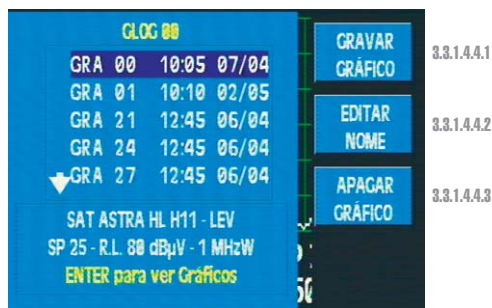 GLOG 00
GRA 00 10:05 07/04
GRA 01 10:10 02/05
GRA 21 12:45 06/04
GRA 24 12:45 06/04
GRA 27 12:45 06/04
SAT ASTRA HL H11 - LEV
SP 25 - R.L. 80 dBµV - 1 MHzW
ENTER para ver Gráficos
GRAVAR
GRÁFICO
3.3.1.4.4.1
EDITAR
NOME
3.3.1.4.4.2
APAGAR
GRÁFICO
3.3.1.4.4.3